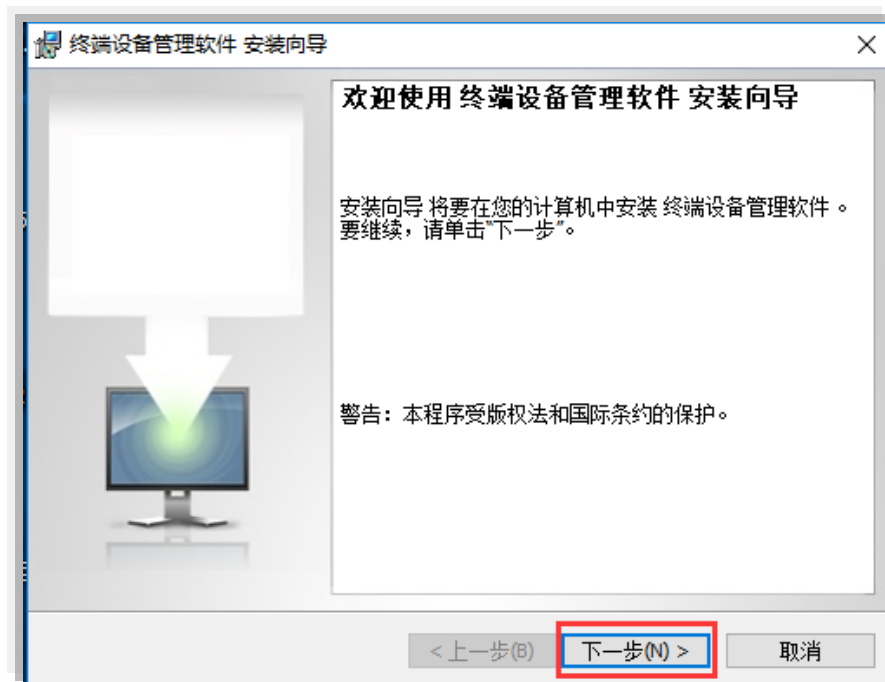 终端设备管理软件 安装向导
欢迎使用 终端设备管理软件 安装向导
安装向导 将要在您的计算机中安装 终端设备管理软件 。
要继续，请单击"下一步"。
警告：本程序受版权法和国际条约的保护。
<上一步(B) 下一步(N) > 取消